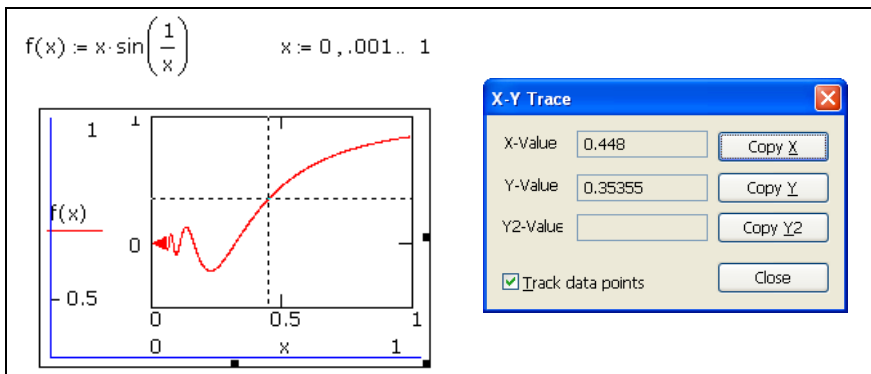 f(x) := x·sin(1/x) x := 0 , .001 .. 1
1 1
f(x)
0
- 0.5
0 0.5 1
0 x 1
X-Y Trace
X-Value 0.448 Copy X
Y-Value 0.35355 Copy Y
Y2-Value Copy Y2
Track data points Close